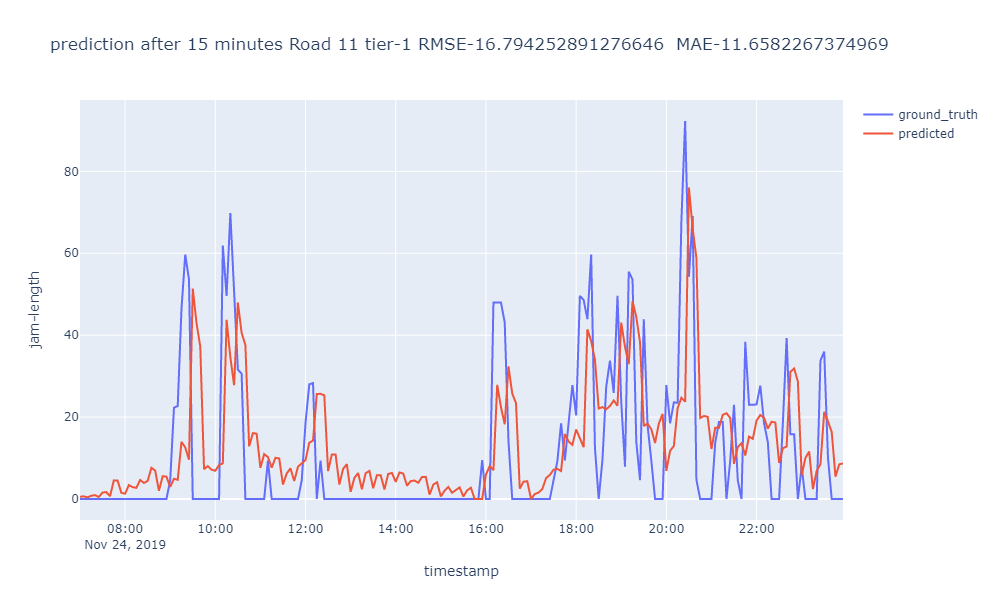 prediction after 15 minutes Road 11 tier-1 RMSE-16.794252891276646  MAE-11.6582267374969
ground_truth
predicted
jam-length
80
60
40
20
0
08:00 10:00 12:00 14:00 16:00 18:00 20:00 22:00
Nov 24, 2019
timestamp